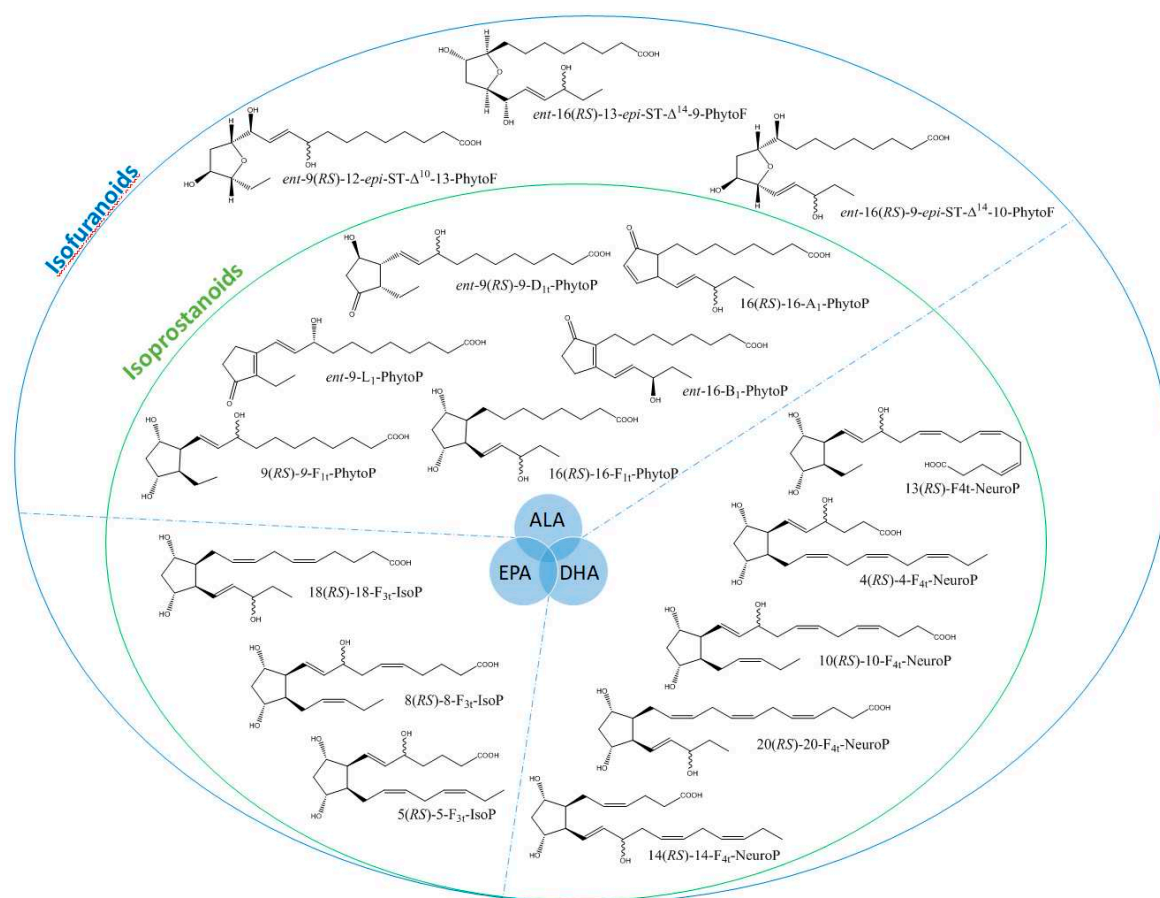 Isofuranoids
Isoprostanoids
ent-16(RS)-13-epi-ST-Δ¹⁴-9-PhytoF
ent-9(RS)-12-epi-ST-Δ¹⁰-13-PhytoF
ent-16(RS)-9-epi-ST-Δ¹⁴-10-PhytoF
ent-9(RS)-9-D₁ₜ-PhytoP
16(RS)-16-A₁-PhytoP
ent-9-L₁-PhytoP
ent-16-B₁-PhytoP
9(RS)-9-F₁ₜ-PhytoP
16(RS)-16-F₁ₜ-PhytoP
13(RS)-F4t-NeuroP
ALA
EPA
DHA
18(RS)-18-F₃ₜ-IsoP
4(RS)-4-F₄ₜ-NeuroP
8(RS)-8-F₃ₜ-IsoP
10(RS)-10-F₄ₜ-NeuroP
20(RS)-20-F₄ₜ-NeuroP
5(RS)-5-F₃ₜ-IsoP
14(RS)-14-F₄ₜ-NeuroP